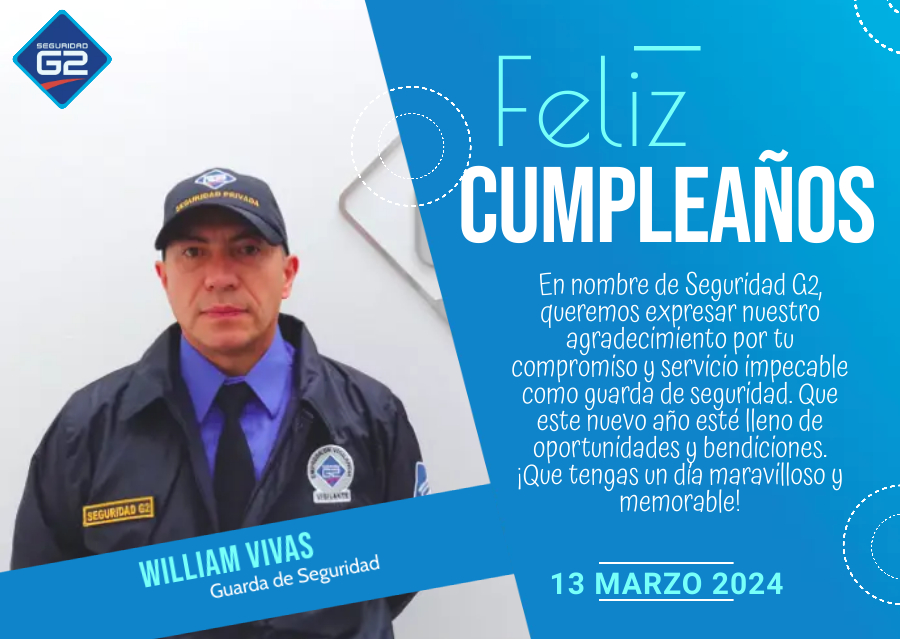 SEGURIDAD
G2
Feliz
CUMPLEAÑOS
En nombre de Seguridad G2,
queremos expresar nuestro
agradecimiento por tu
compromiso y servicio impecable
como guarda de seguridad. Que
este nuevo año esté lleno de
oportunidades y bendiciones.
¡Que tengas un día maravilloso y
memorable!
13 MARZO 2024
SEGURIDAD PRIVADA
G2
VIGILANTE
SEGURIDAD G2
WILLIAM VIVAS
Guarda de Seguridad